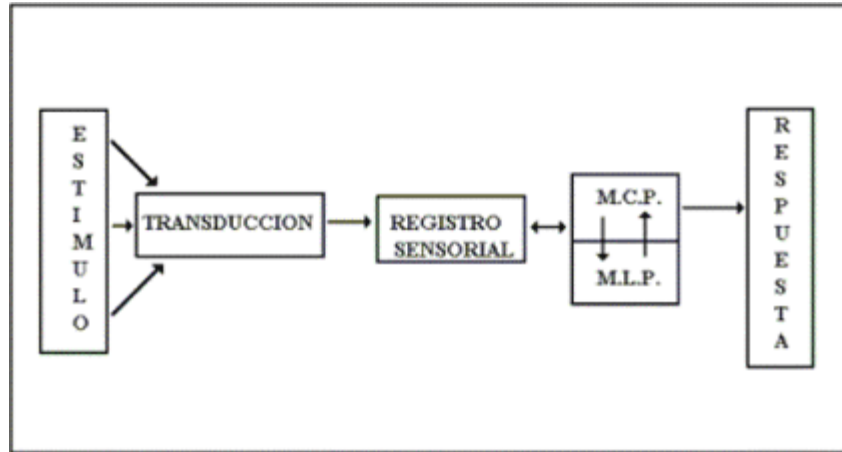 ESTIMULO
TRANSDUCCION
REGISTRO
SENSORIAL
M.C.P.
M.L.P.
RESPUESTA